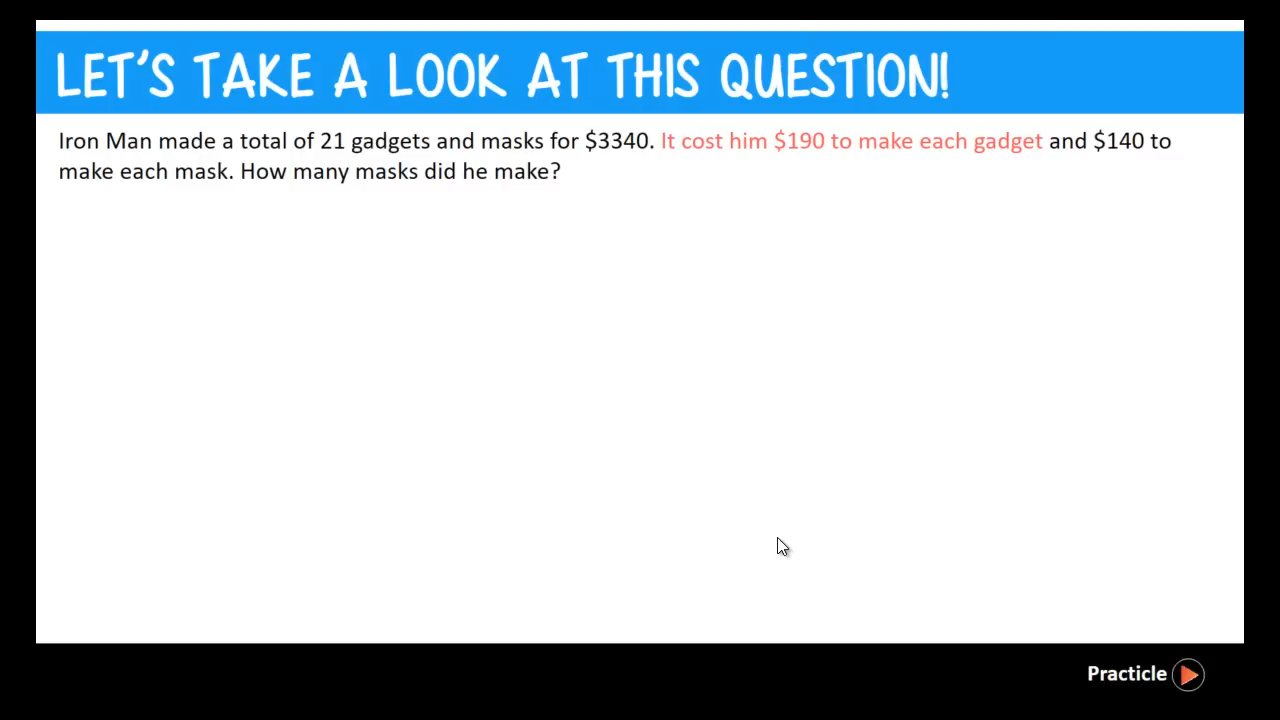 LET'S TAKE A LOOK AT THIS QUESTION!
Iron Man made a total of 21 gadgets and masks for $3340. It cost him $190 to make each gadget and $140 to
make each mask. How many masks did he make?
Practicle